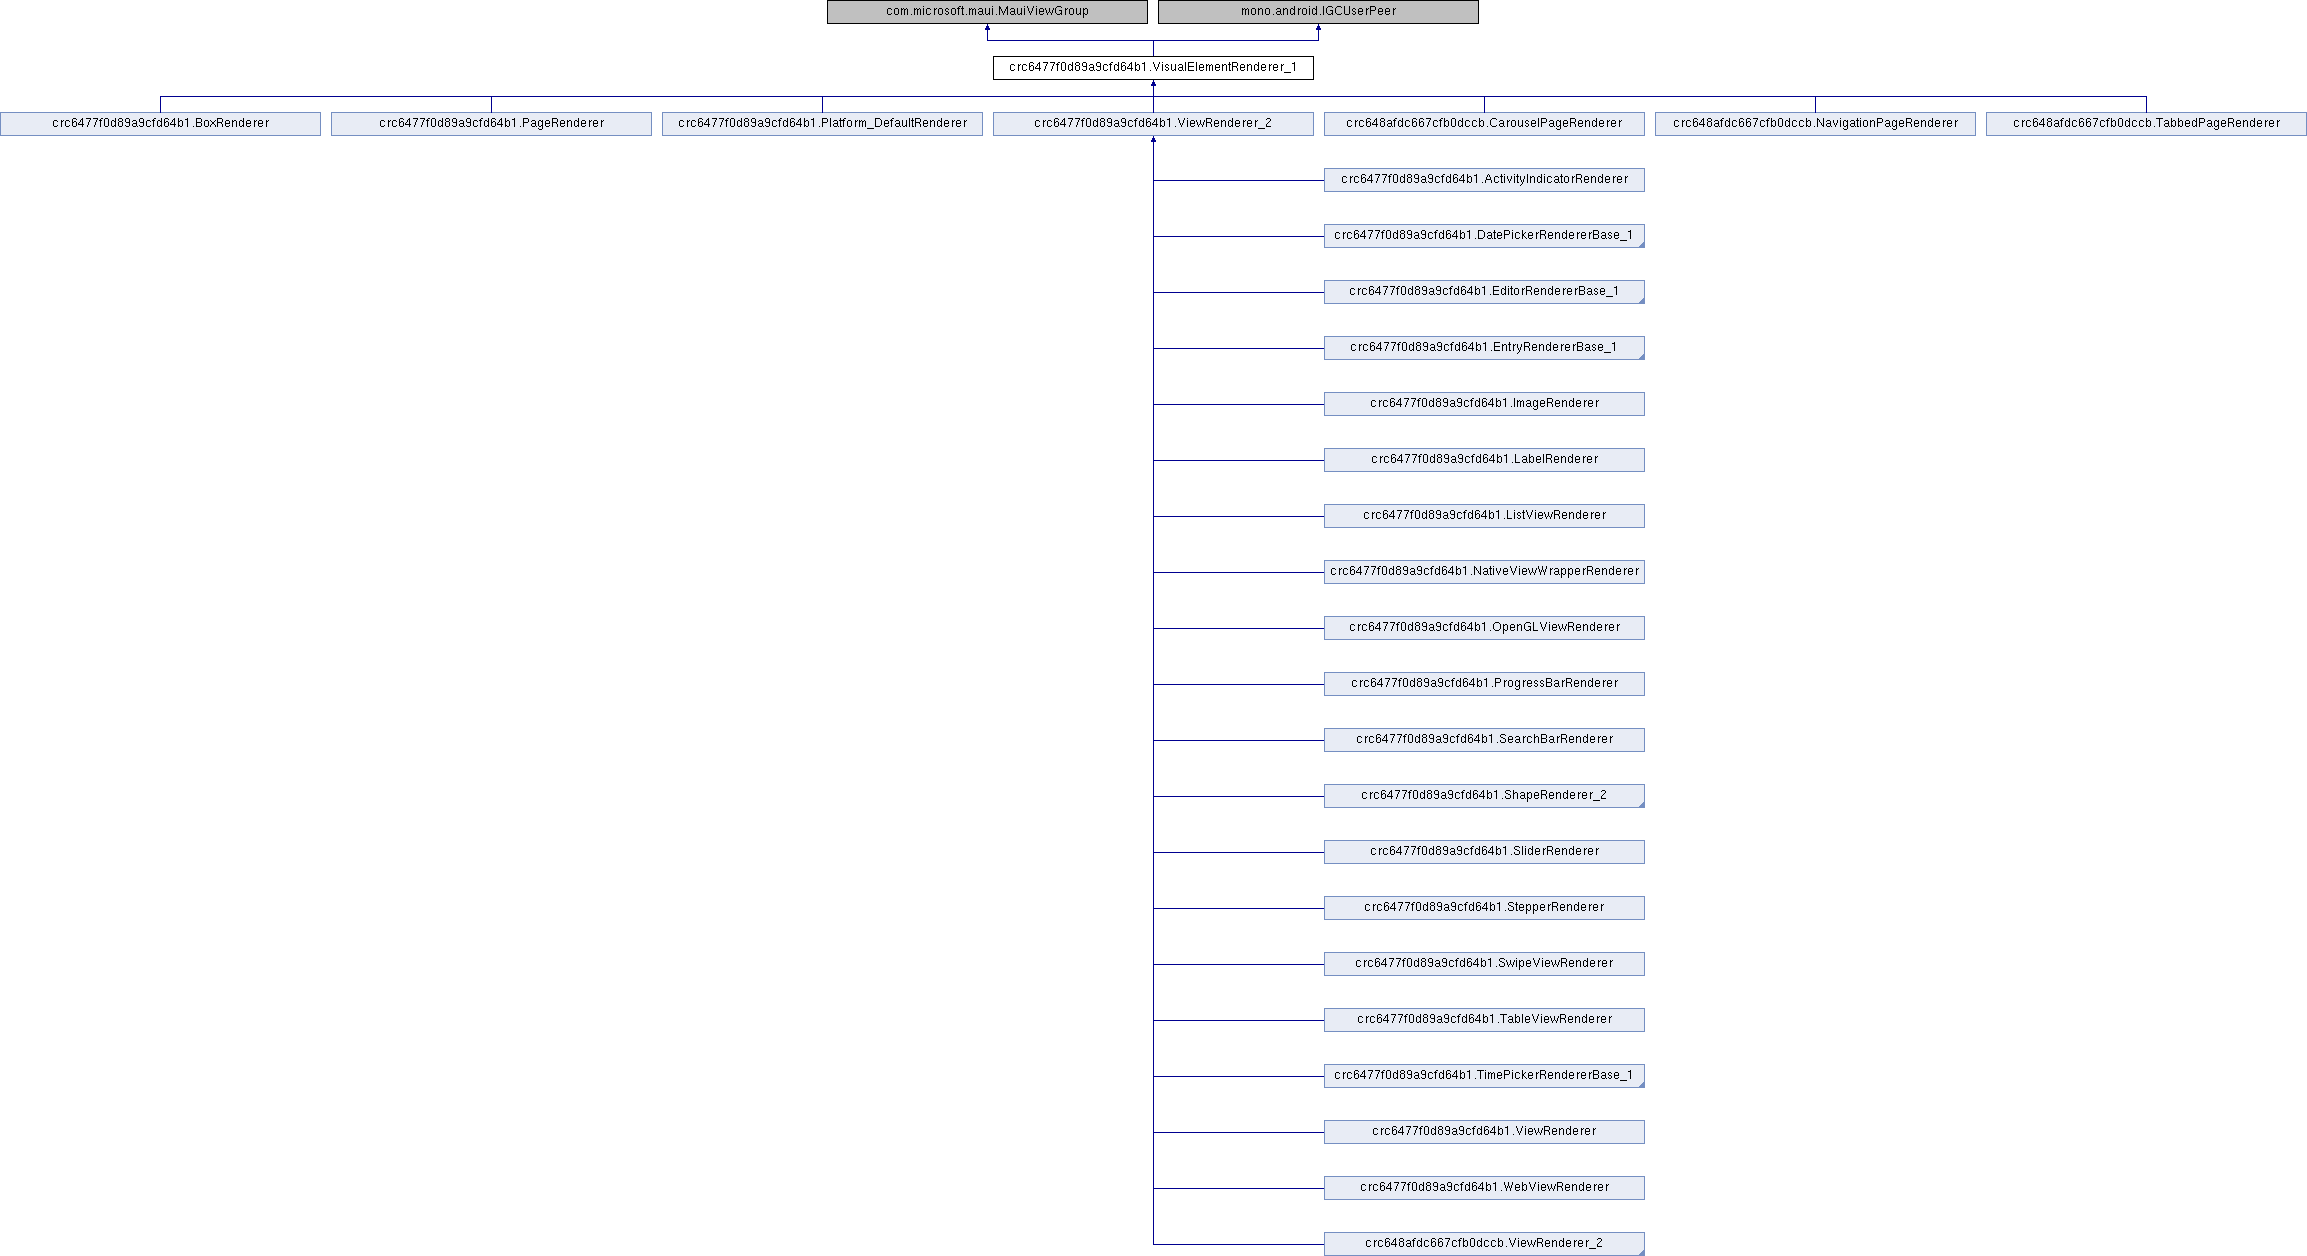 com.microsoft.maui.MauiViewGroup
mono.android.IGCUserPeer
crc6477f0d89a9cfd64b1.VisualElementRenderer_1
crc6477f0d89a9cfd64b1.BoxRenderer
crc6477f0d89a9cfd64b1.PageRenderer
crc6477f0d89a9cfd64b1.Platform_DefaultRenderer
crc6477f0d89a9cfd64b1.ViewRenderer_2
crc648afdc667cfb0dccb.CarouselPageRenderer
crc648afdc667cfb0dccb.NavigationPageRenderer
crc648afdc667cfb0dccb.TabbedPageRenderer
crc6477f0d89a9cfd64b1.ActivityIndicatorRenderer
crc6477f0d89a9cfd64b1.DatePickerRendererBase_1
crc6477f0d89a9cfd64b1.EditorRendererBase_1
crc6477f0d89a9cfd64b1.EntryRendererBase_1
crc6477f0d89a9cfd64b1.ImageRenderer
crc6477f0d89a9cfd64b1.LabelRenderer
crc6477f0d89a9cfd64b1.ListViewRenderer
crc6477f0d89a9cfd64b1.NativeViewWrapperRenderer
crc6477f0d89a9cfd64b1.OpenGLViewRenderer
crc6477f0d89a9cfd64b1.ProgressBarRenderer
crc6477f0d89a9cfd64b1.SearchBarRenderer
crc6477f0d89a9cfd64b1.ShapeRenderer_2
crc6477f0d89a9cfd64b1.SliderRenderer
crc6477f0d89a9cfd64b1.StepperRenderer
crc6477f0d89a9cfd64b1.SwipeViewRenderer
crc6477f0d89a9cfd64b1.TableViewRenderer
crc6477f0d89a9cfd64b1.TimePickerRendererBase_1
crc6477f0d89a9cfd64b1.ViewRenderer
crc6477f0d89a9cfd64b1.WebViewRenderer
crc648afdc667cfb0dccb.ViewRenderer_2